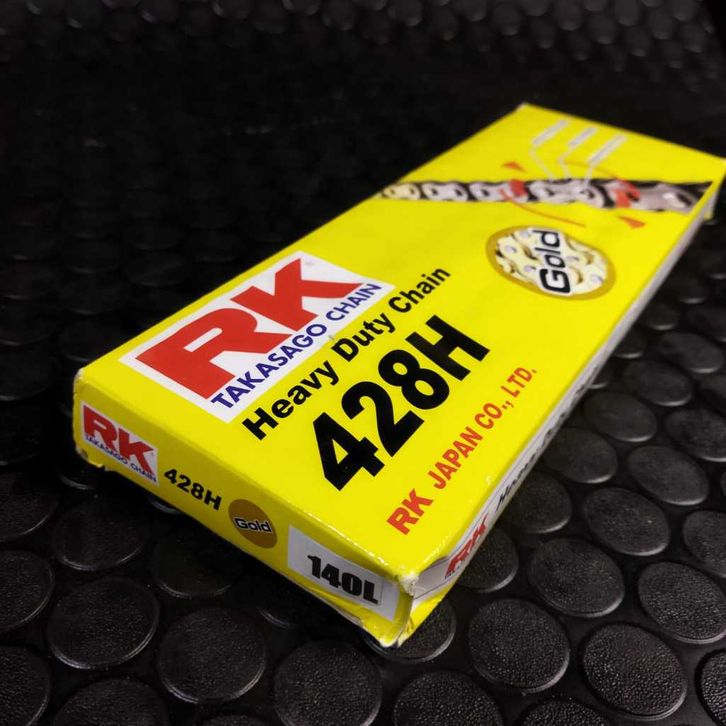 RK
TAKASAGO CHAIN
Heavy Duty Chain
428H
RK JAPAN CO., LTD.
Gold
RK
TAKASAGO CHAIN
428H
Gold
140L
RK